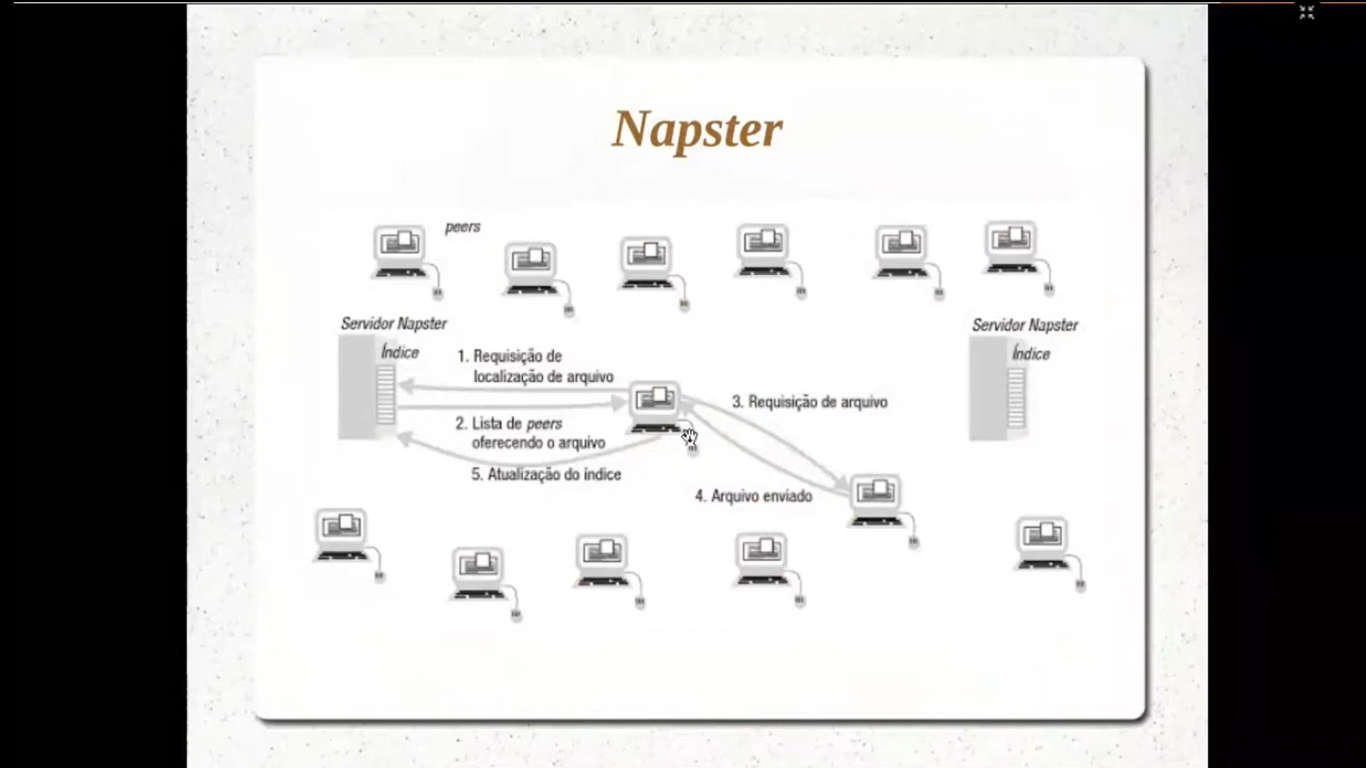 Napster
peers
Servidor Napster
Índice
1. Requisição de
localização de arquivo
2. Lista de peers
oferecendo o arquivo
5. Atualização do índice
3. Requisição de arquivo
4. Arquivo enviado
Servidor Napster
Índice